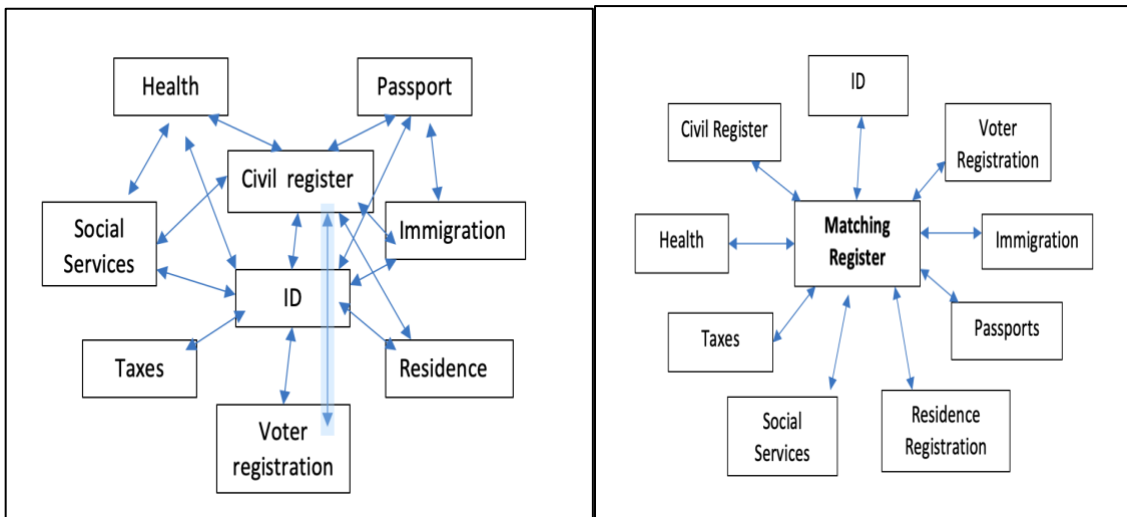 Health
Passport
Civil register
Social
Services
Immigration
ID
Taxes
Residence
Voter
registration
ID
Civil Register
Voter
Registration
Matching
Register
Health
Immigration
Taxes
Passports
Social
Services
Residence
Registration